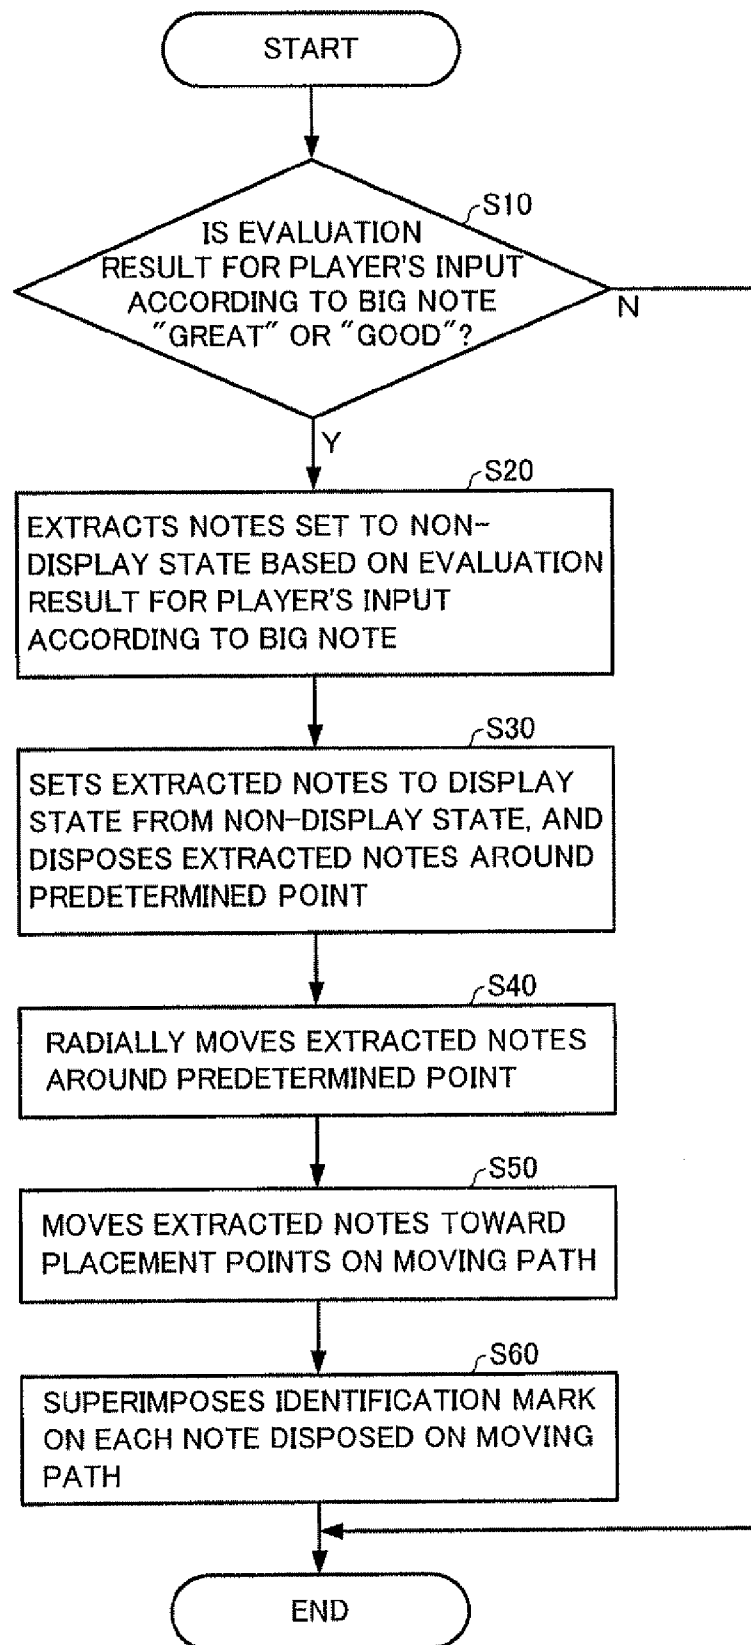 START
S10
IS EVALUATION
RESULT FOR PLAYER'S INPUT
ACCORDING TO BIG NOTE
"GREAT" OR "GOOD"?
N
Y
S20
EXTRACTS NOTES SET TO NON-
DISPLAY STATE BASED ON EVALUATION
RESULT FOR PLAYER'S INPUT
ACCORDING TO BIG NOTE
S30
SETS EXTRACTED NOTES TO DISPLAY
STATE FROM NON-DISPLAY STATE, AND
DISPOSES EXTRACTED NOTES AROUND
PREDETERMINED POINT
S40
RADIALLY MOVES EXTRACTED NOTES
AROUND PREDETERMINED POINT
S50
MOVES EXTRACTED NOTES TOWARD
PLACEMENT POINTS ON MOVING PATH
S60
SUPERIMPOSES IDENTIFICATION MARK
ON EACH NOTE DISPOSED ON MOVING
PATH
END